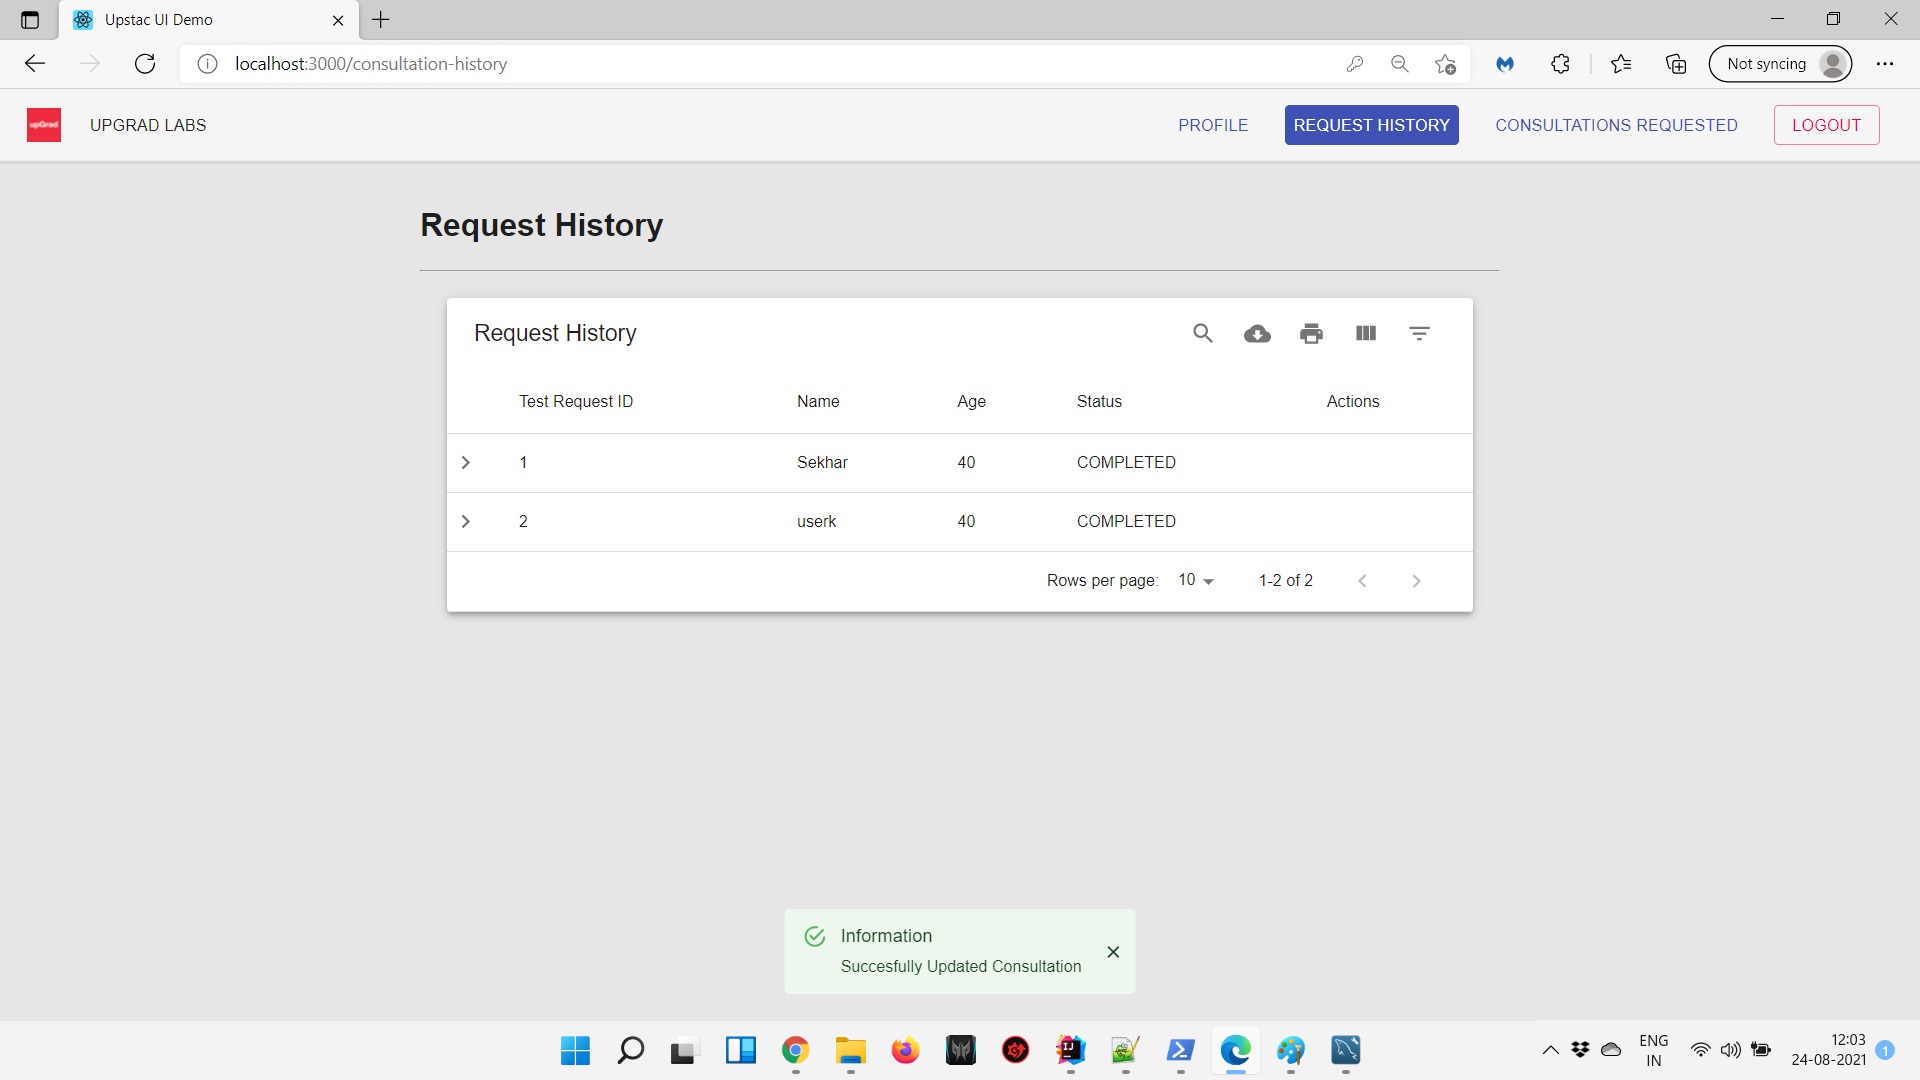 Upstac UI Demo
localhost:3000/consultation-history
Not syncing
upGrad
UPGRAD LABS
PROFILE
REQUEST HISTORY
CONSULTATIONS REQUESTED
LOGOUT
Request History
Request History
Test Request ID Name Age Status Actions
1 Sekhar 40 COMPLETED
2 userk 40 COMPLETED
Rows per page: 10 1-2 of 2
Information
Succesfully Updated Consultation
IJ
ENG
IN
12:03
24-08-2021
1